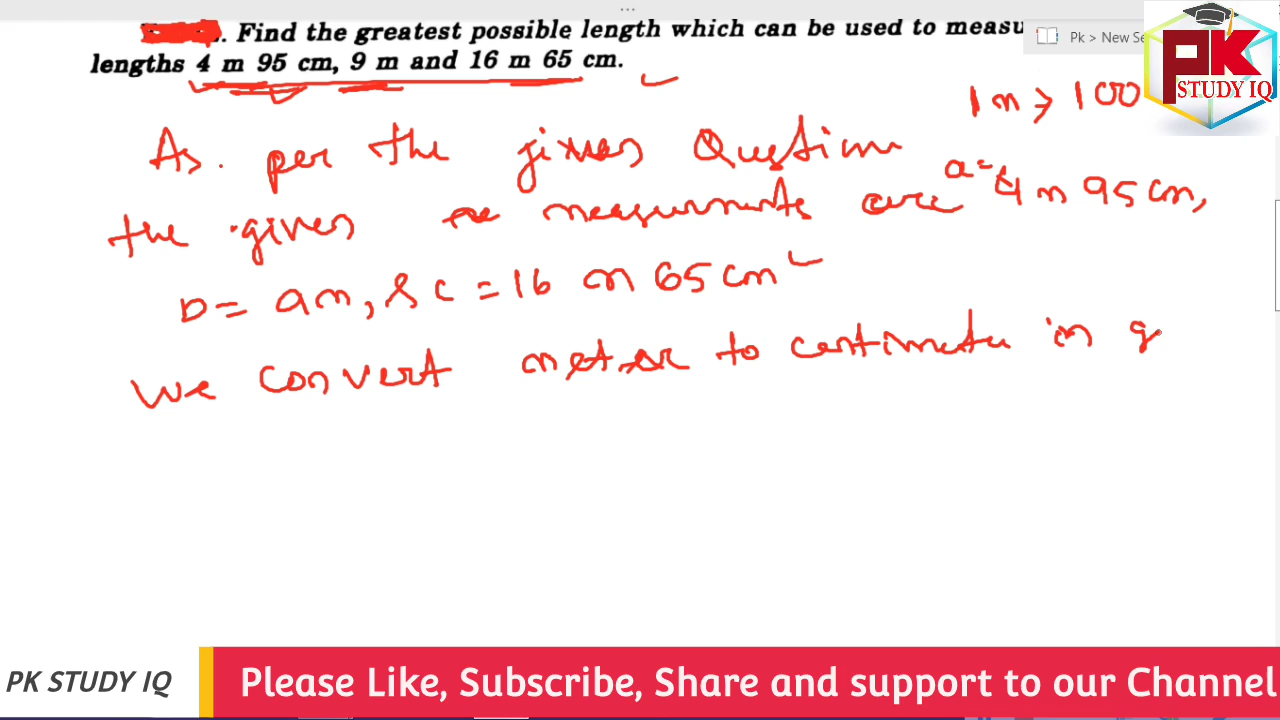 . Find the greatest possible length which can be used to measu
lengths 4 m 95 cm, 9 m and 16 m 65 cm.
Pk > New Se
PK
STUDY IQ
1 m > 100
As. per the given Question
the given measurments are a = 4 m 95 cm,
b = 9m, & c = 16 m 65 cm
We convert meter to centimeter in g
PK STUDY IQ
Please Like, Subscribe, Share and support to our Channel